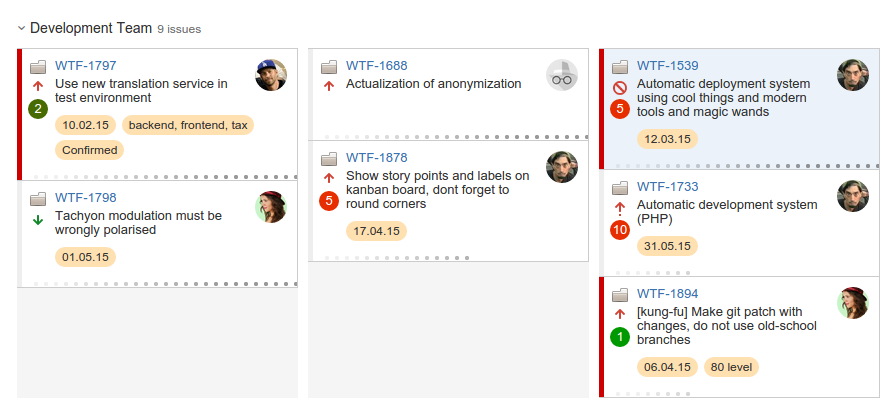 Development Team 9 issues
WTF-1797
Use new translation service in
test environment
2
10.02.15 backend, frontend, tax
Confirmed
WTF-1798
Tachyon modulation must be
wrongly polarised
01.05.15
WTF-1688
Actualization of anonymization
WTF-1878
Show story points and labels on
kanban board, dont forget to
round corners
5
17.04.15
WTF-1539
Automatic deployment system
using cool things and modern
tools and magic wands
5
12.03.15
WTF-1733
Automatic development system
(PHP)
10
31.05.15
WTF-1894
[kung-fu] Make git patch with
changes, do not use old-school
branches
1
06.04.15 80 level